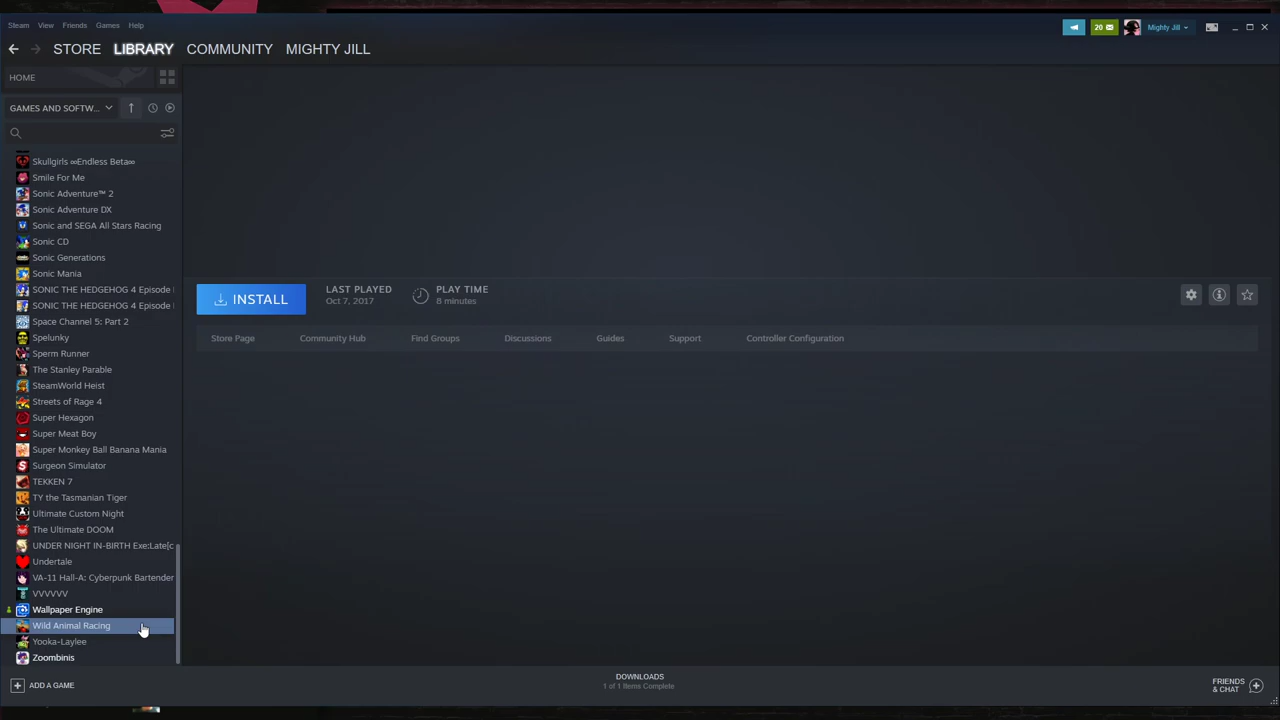 Steam View Friends Games Help
20 Mighty Jill
STORE LIBRARY COMMUNITY MIGHTY JILL
HOME
GAMES AND SOFTW...
Skullgirls ∞Endless Beta∞
Smile For Me
Sonic Adventure™ 2
Sonic Adventure DX
Sonic and SEGA All Stars Racing
Sonic CD
Sonic Generations
Sonic Mania
SONIC THE HEDGEHOG 4 Episode
SONIC THE HEDGEHOG 4 Episode
Space Channel 5: Part 2
Spelunky
Sperm Runner
The Stanley Parable
SteamWorld Heist
Streets of Rage 4
Super Hexagon
Super Meat Boy
Super Monkey Ball Banana Mania
Surgeon Simulator
TEKKEN 7
TY the Tasmanian Tiger
Ultimate Custom Night
The Ultimate DOOM
UNDER NIGHT IN-BIRTH Exe:Late[c
Undertale
VA-11 Hall-A: Cyberpunk Bartender
VVVVVV
Wallpaper Engine
Wild Animal Racing
Yooka-Laylee
Zoombinis
ADD A GAME
INSTALL
LAST PLAYED
Oct 7, 2017
PLAY TIME
8 minutes
Store Page Community Hub Find Groups Discussions Guides Support Controller Configuration
DOWNLOADS
1 of 1 Items Complete
FRIENDS
& CHAT